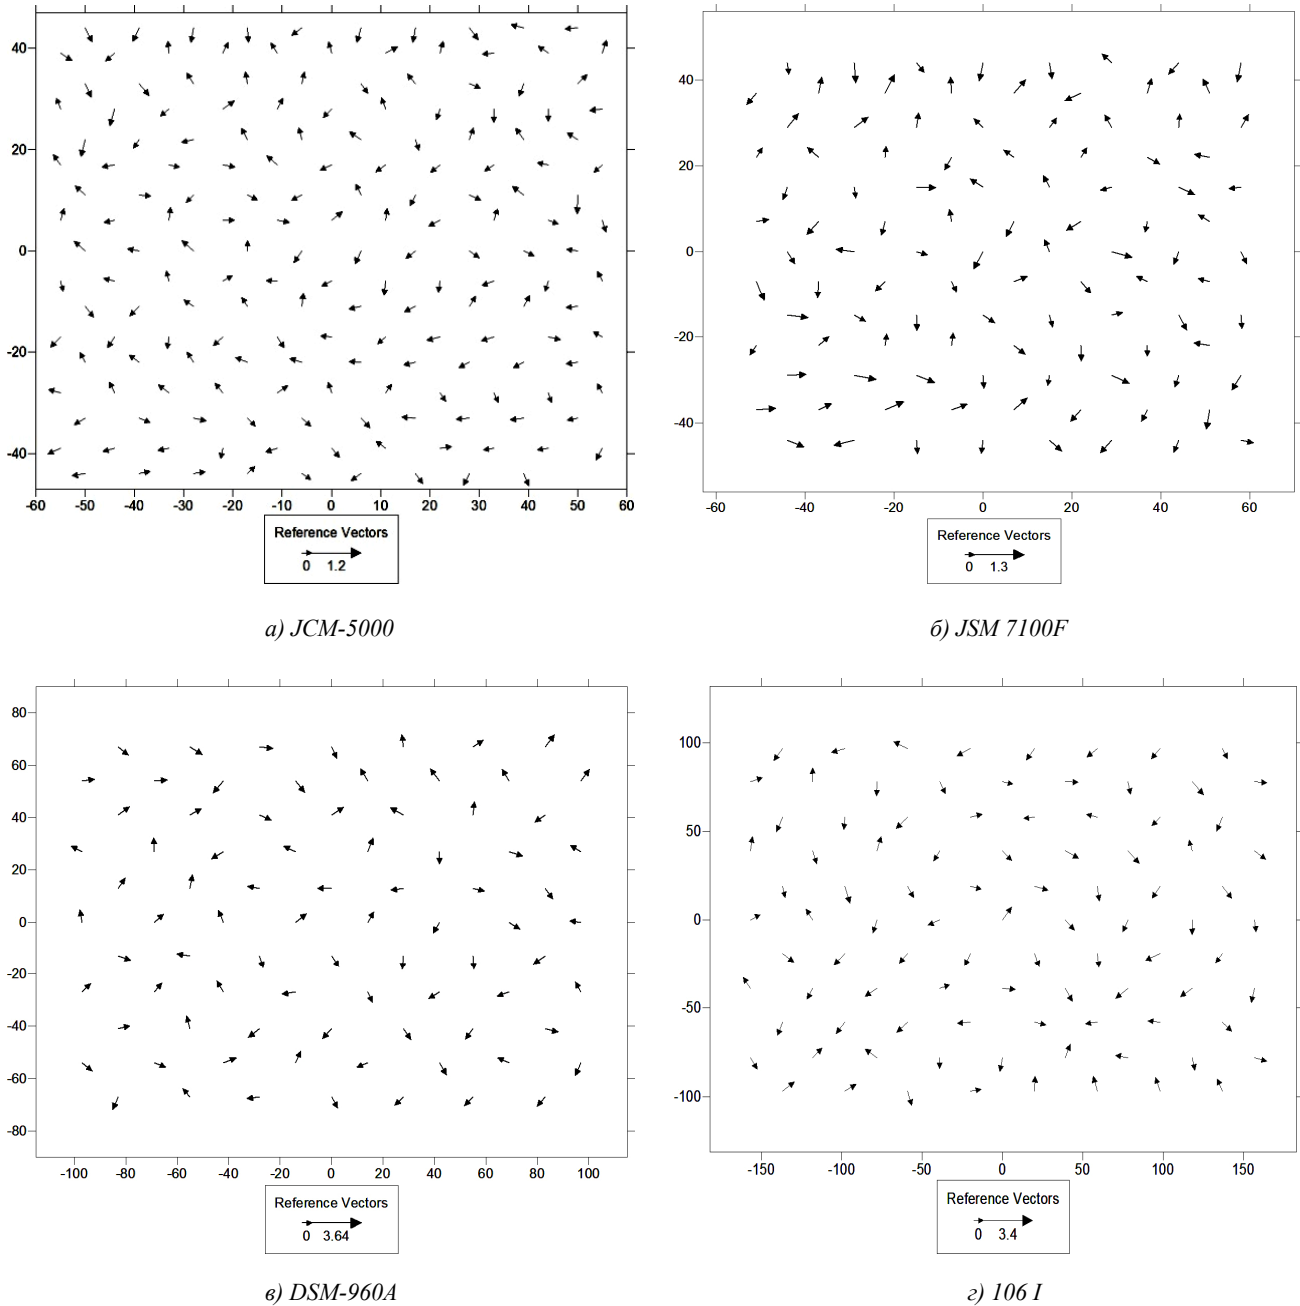 40
20
0
-20
-40
-60 -50 -40 -30 -20 -10 0 10 20 30 40 50 60
Reference Vectors
0 1.2
а) JCM-5000
40
20
0
-20
-40
-60 -40 -20 0 20 40 60
Reference Vectors
0 1.3
б) JSM 7100F
80
60
40
20
0
-20
-40
-60
-80
-100 -80 -60 -40 -20 0 20 40 60 80 100
Reference Vectors
0 3.64
в) DSM-960A
100
50
0
-50
-100
-150 -100 -50 0 50 100 150
Reference Vectors
0 3.4
г) 106 I